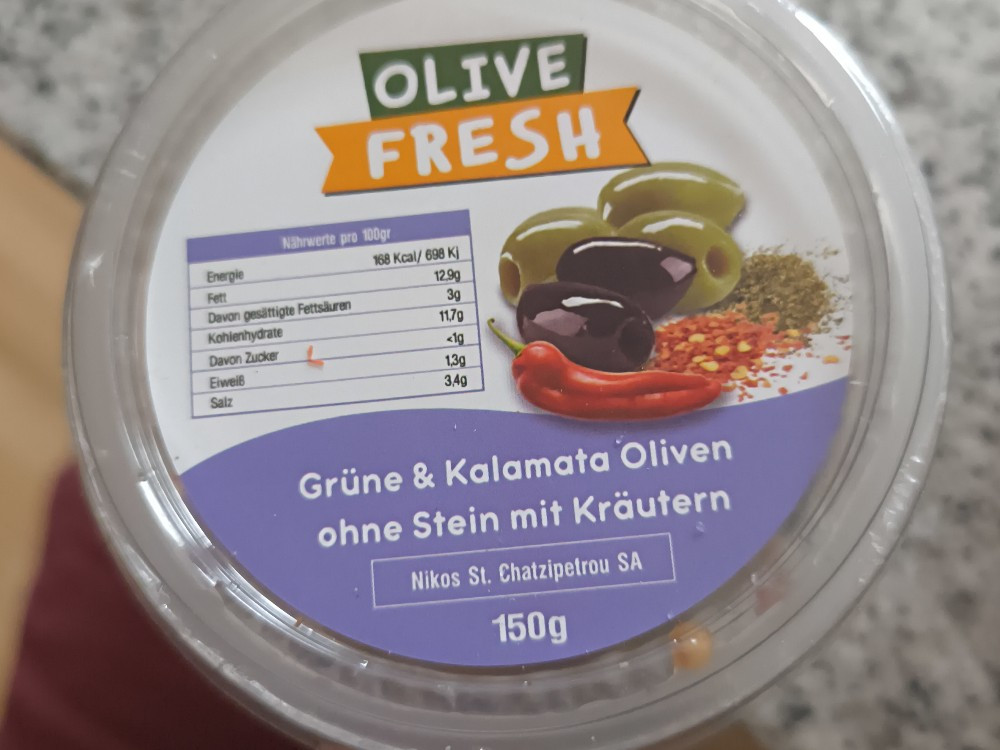 OLIVE
FRESH
Nährwerte pro 100gr
Energie 168 Kcal/ 698 Kj
Fett 12,9g
Davon gesättigte Fettsäuren 3g
Kohlenhydrate 11,7g
Davon Zucker <1g
Eiweiß 1,3g
Salz 3,4g
Grüne & Kalamata Oliven
ohne Stein mit Kräutern
Nikos St. Chatzipetrou SA
150g